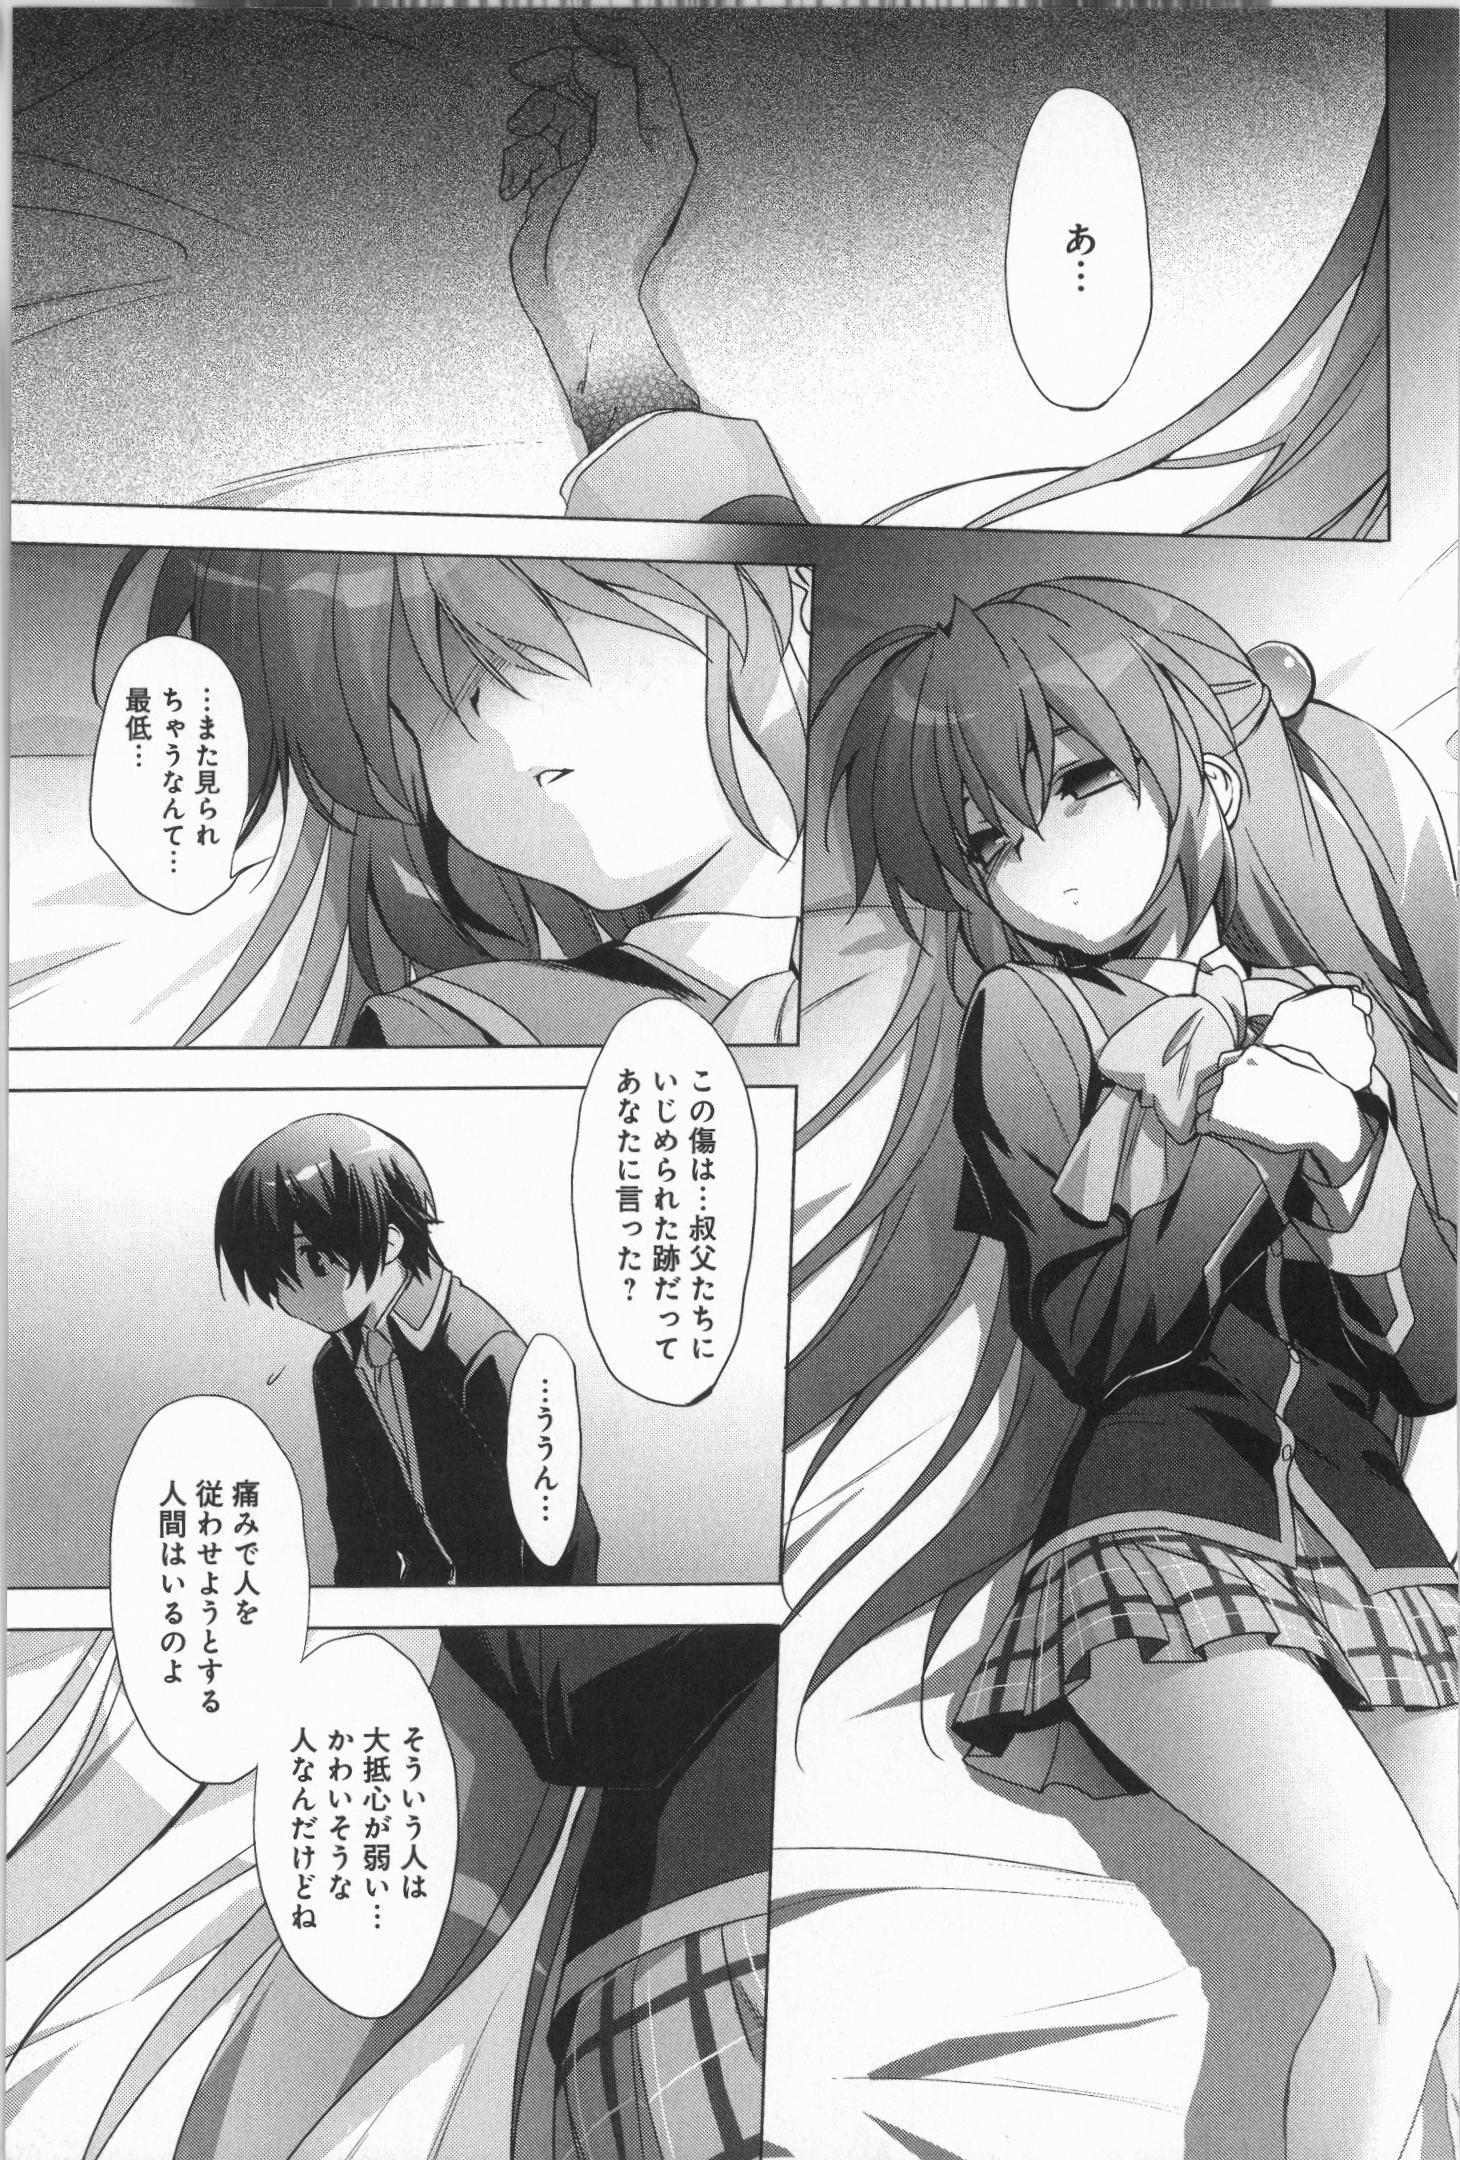 あ…
…また見られ
ちゃうなんて…
最低…
この傷は…叔父たちに
いじめられた跡だって
あなたに言った？
…ううん…
痛みで人を
従わせようとする
人間はいるのよ
そういう人は
大抵心が弱い…
かわいそうな
人なんだけどね